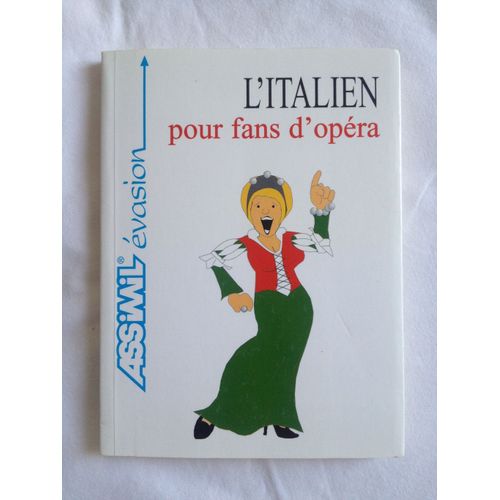 L'ITALIEN
pour fans d'opéra
ASSiMiL® évasion